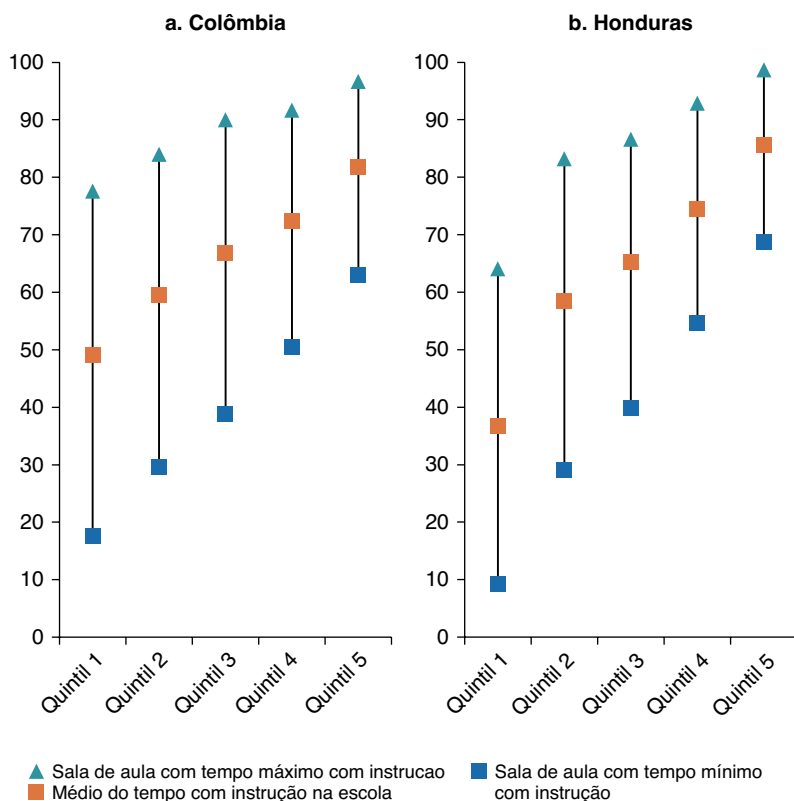 a. Colômbia
100
90
80
70
60
50
40
30
20
10
0
Quintil 1
Quintil 2
Quintil 3
Quintil 4
Quintil 5
b. Honduras
100
90
80
70
60
50
40
30
20
10
0
Quintil 1
Quintil 2
Quintil 3
Quintil 4
Quintil 5
Sala de aula com tempo máximo com instrucao
Médio do tempo com instrução na escola
Sala de aula com tempo mínimo
com instrução